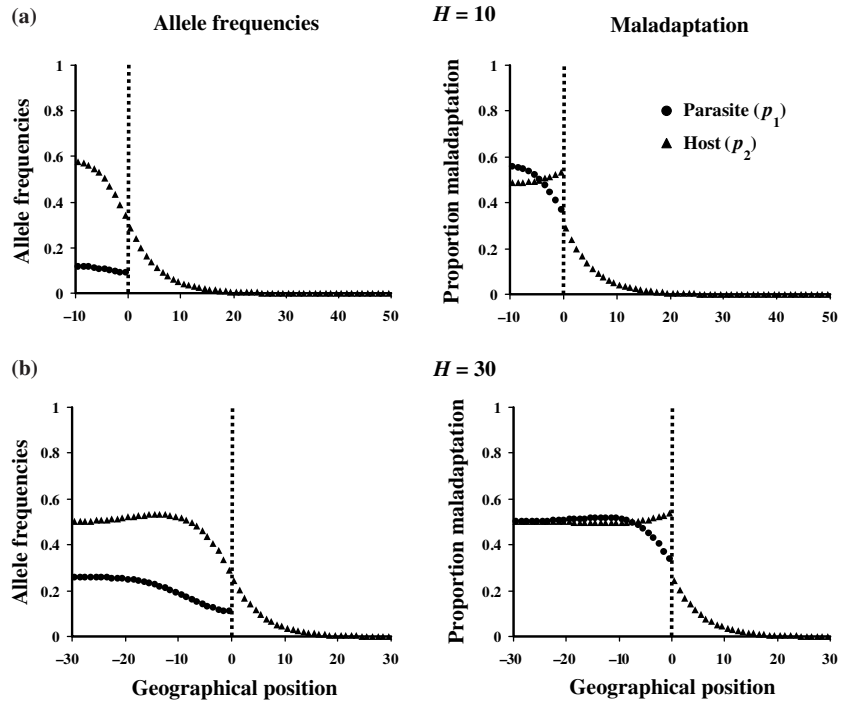 (a)
Allele frequencies
H = 10
Maladaptation
Allele frequencies
1
0.8
0.6
0.4
0.2
0
–10 0 10 20 30 40 50
Proportion maladaptation
1
0.8
0.6
0.4
0.2
0
–10 0 10 20 30 40 50
Parasite (p1)
Host (p2)
(b)
H = 30
Allele frequencies
1
0.8
0.6
0.4
0.2
0
–30 –20 –10 0 10 20 30
Geographical position
Proportion maladaptation
1
0.8
0.6
0.4
0.2
0
–30 –20 –10 0 10 20 30
Geographical position